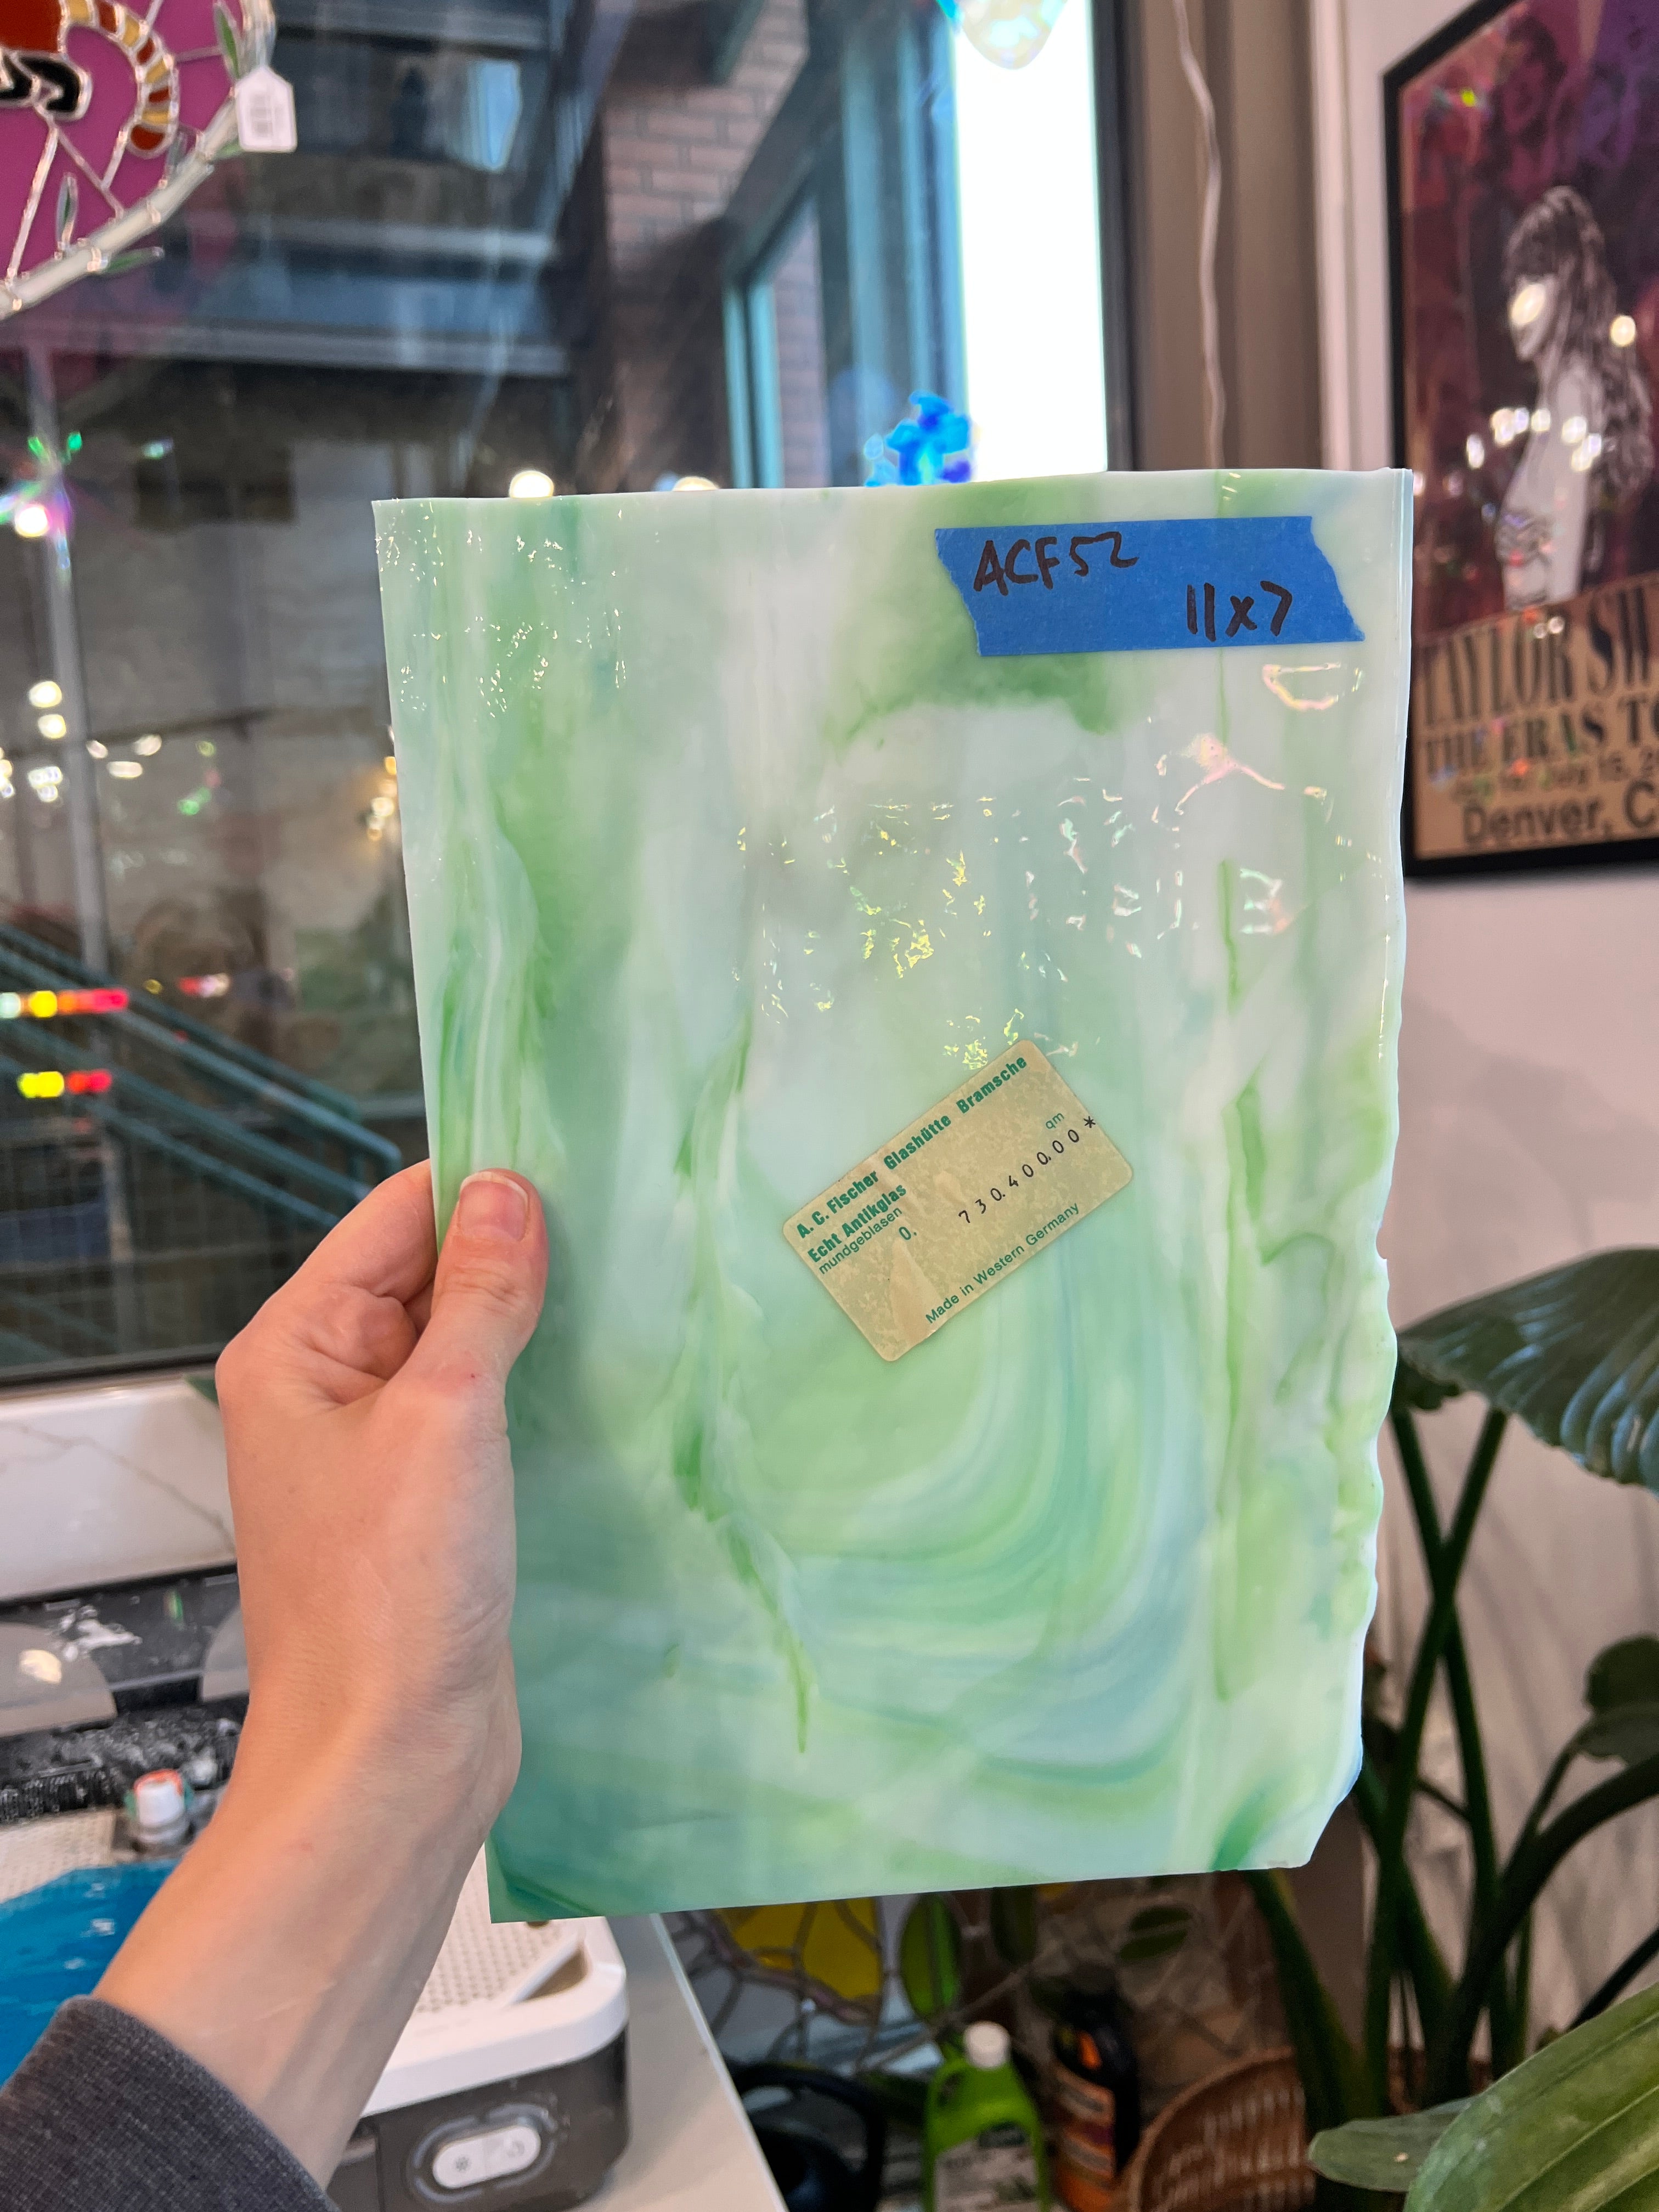 ACF52
11x7
A. C. Fischer Glashütte Bramsche
Echt Antikglas
mundgeblasen
qm
0. 730.400.00*
Made in Western Germany
TAYLOR SW
THE ERAS TO
Denver, C